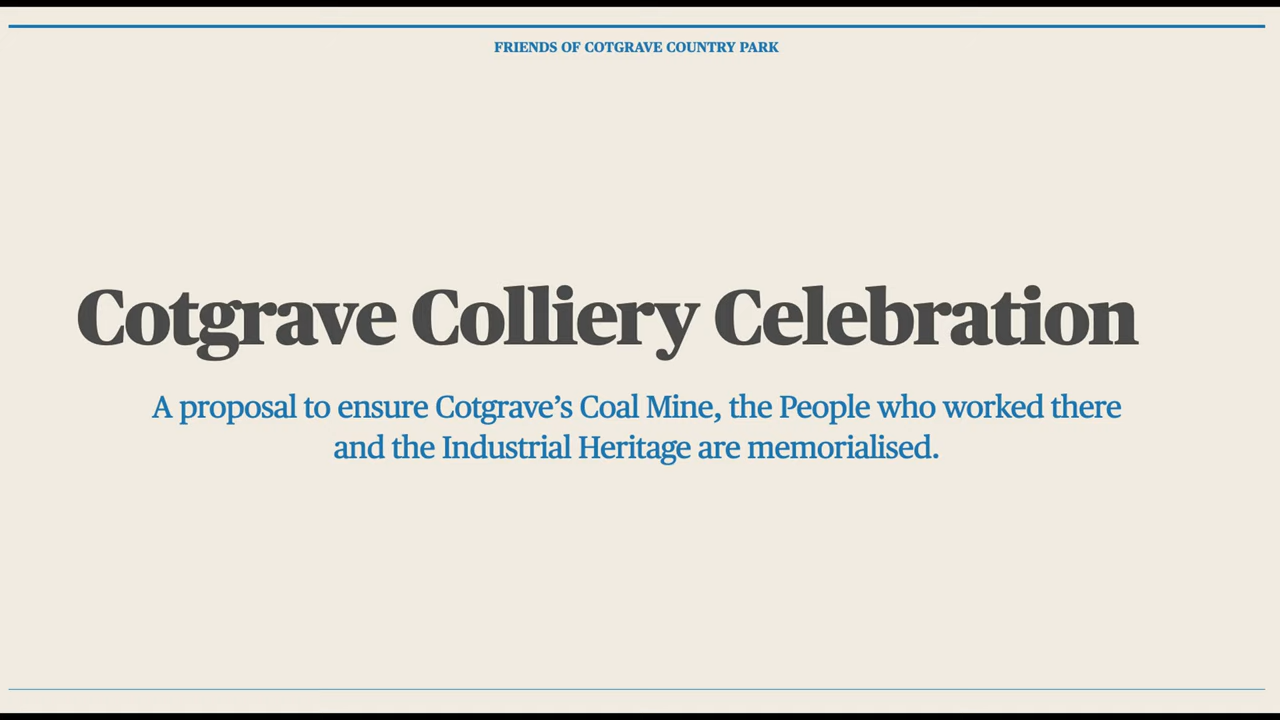 FRIENDS OF COTGRAVE COUNTRY PARK
Cotgrave Colliery Celebration
A proposal to ensure Cotgrave’s Coal Mine, the People who worked there
and the Industrial Heritage are memorialised.